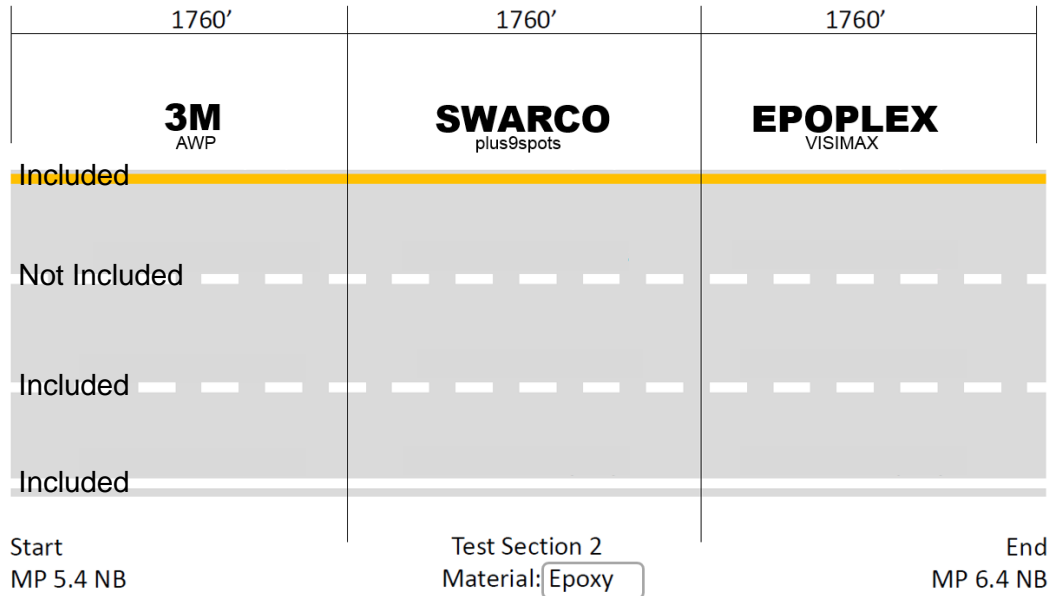 1760’ 1760’ 1760’
3M SWARCO EPOPLEX
AWP plus9spots VISIMAX
Included
Not Included
Included
Included
Start Test Section 2 End
MP 5.4 NB Material: Epoxy MP 6.4 NB